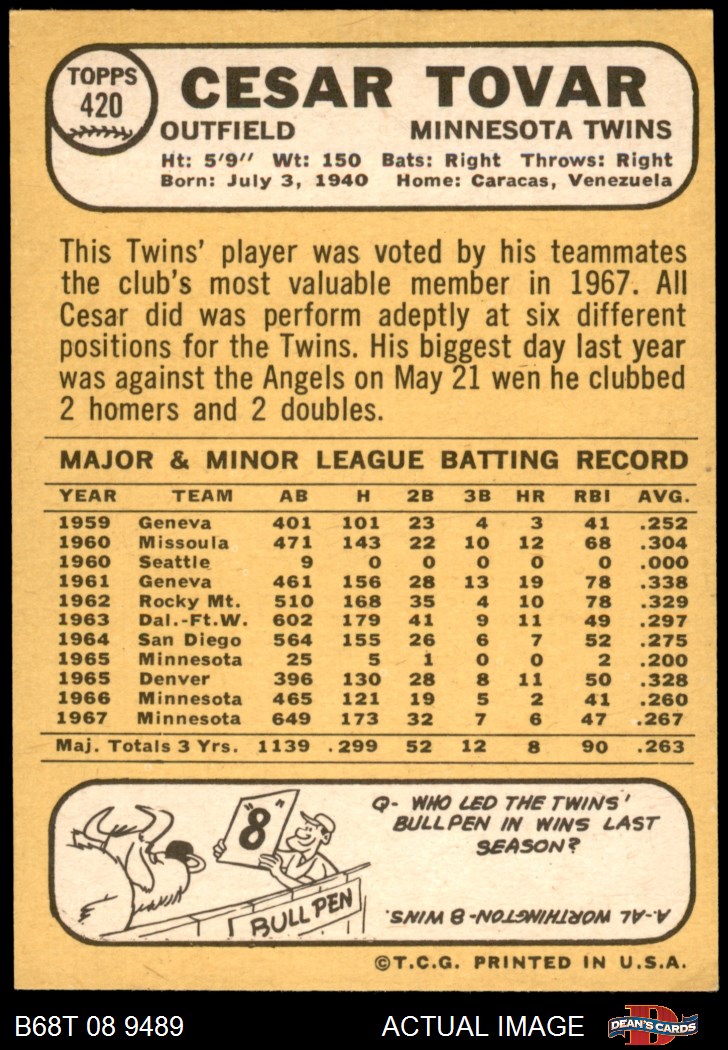 TOPPS
420
CESAR TOVAR
OUTFIELD MINNESOTA TWINS
Ht: 5'9" Wt: 150 Bats: Right Throws: Right
Born: July 3, 1940 Home: Caracas, Venezuela
This Twins' player was voted by his teammates
the club's most valuable member in 1967. All
Cesar did was perform adeptly at six different
positions for the Twins. His biggest day last year
was against the Angels on May 21 wen he clubbed
2 homers and 2 doubles.
MAJOR & MINOR LEAGUE BATTING RECORD
YEAR TEAM AB H 2B 3B HR RBI AVG.
1959 Geneva 401 101 23 4 3 41 .252
1960 Missoula 471 143 22 10 12 68 .304
1960 Seattle 9 0 0 0 0 0 .000
1961 Geneva 461 156 28 13 19 78 .338
1962 Rocky Mt. 510 168 35 4 10 78 .329
1963 Dal.-Ft.W. 602 179 41 9 11 49 .297
1964 San Diego 564 155 26 6 7 52 .275
1965 Minnesota 25 5 1 0 0 2 .200
1965 Denver 396 130 28 8 11 50 .328
1966 Minnesota 465 121 19 5 2 41 .260
1967 Minnesota 649 173 32 7 6 47 .267
Maj. Totals 3 Yrs. 1139 .299 52 12 8 90 .263
"8"
BULL PEN
Q- WHO LED THE TWINS'
BULLPEN IN WINS LAST
SEASON?
A-AL WORTHINGTON-8 WINS.
©T.C.G. PRINTED IN U.S.A.
B68T 08 9489 ACTUAL IMAGE D DEAN'S CARDS